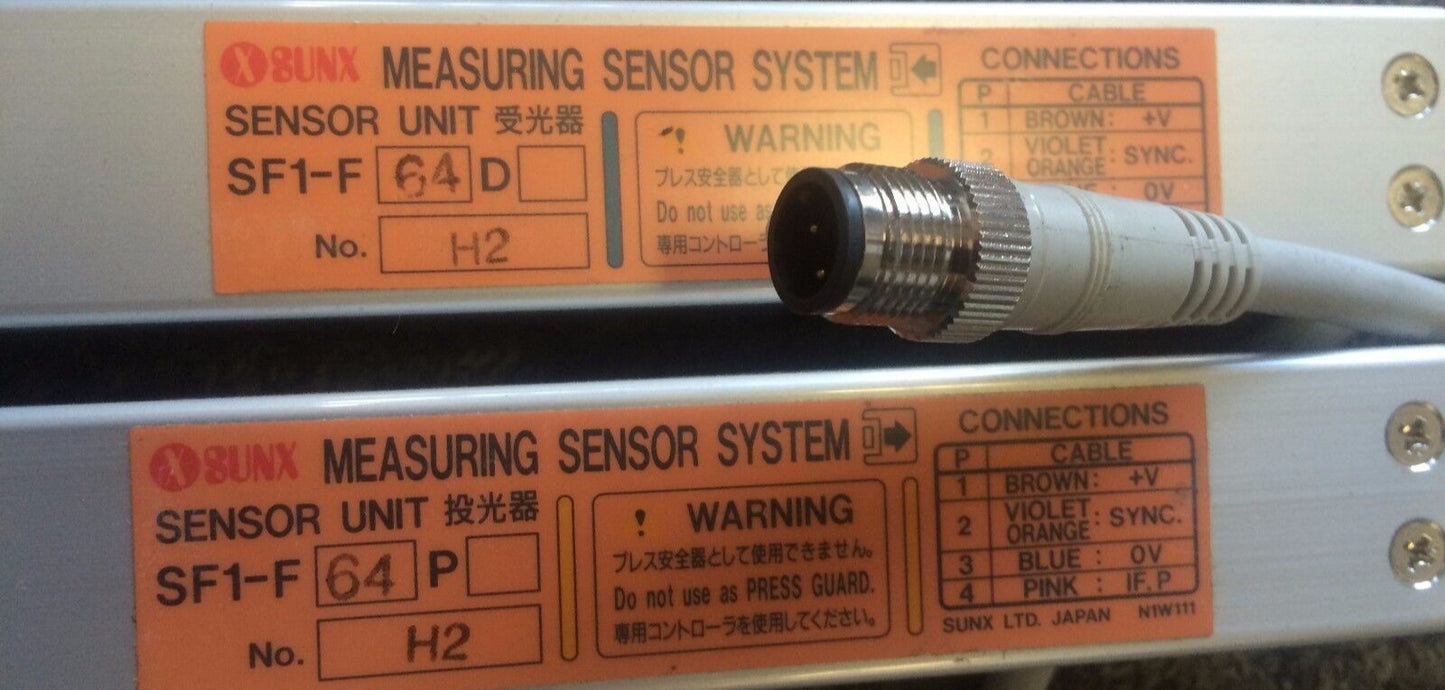 SUNX MEASURING SENSOR SYSTEM
SENSOR UNIT 受光器
SF1-F 64 D
No. H2
WARNING
プレス安全器として
Do not use as
専用コントローラ
CONNECTIONS
P CABLE
1 BROWN: +V
2 VIOLET ORANGE : SYNC.
0V
SUNX MEASURING SENSOR SYSTEM
SENSOR UNIT 投光器
SF1-F 64 P
No. H2
! WARNING
プレス安全器として使用できません。
Do not use as PRESS GUARD.
専用コントローラを使用してください。
CONNECTIONS
P CABLE
1 BROWN: +V
2 VIOLET ORANGE : SYNC.
3 BLUE: 0V
4 PINK : IF.P
SUNX LTD. JAPAN N1W111